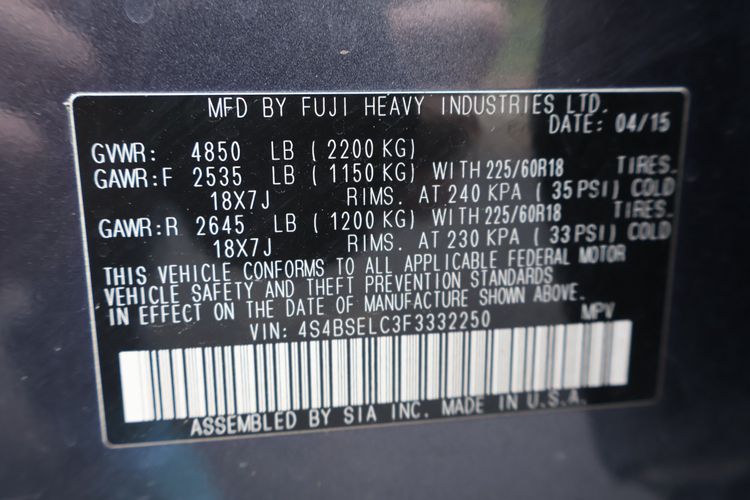 MFD BY FUJI HEAVY INDUSTRIES LTD.
DATE: 04/15
GVWR: 4850 LB ( 2200 KG)
GAWR:F 2535 LB ( 1150 KG) WITH 225/60R18 TIRES.
18X7J RIMS. AT 240 KPA ( 35 PSI) COLD
GAWR:R 2645 LB ( 1200 KG) WITH 225/60R18 TIRES.
18X7J RIMS. AT 230 KPA ( 33 PSI) COLD
THIS VEHICLE CONFORMS TO ALL APPLICABLE FEDERAL MOTOR
VEHICLE SAFETY AND THEFT PREVENTION STANDARDS
IN EFFECT ON THE DATE OF MANUFACTURE SHOWN ABOVE.
VIN: 4S4BSELC3F3332250 MPV
ASSEMBLED BY SIA INC. MADE IN U.S.A.